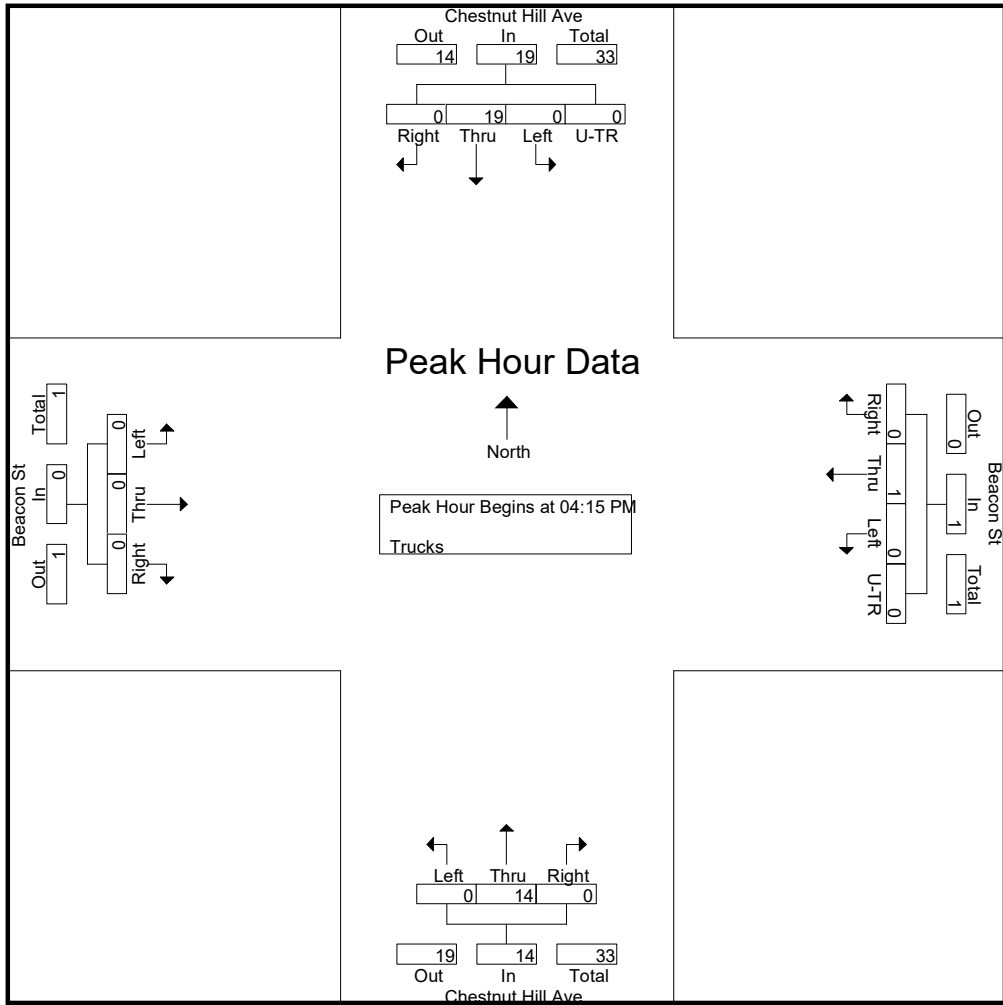 Chestnut Hill Ave
Out In Total
14 19 33
0 19 0 0
Right Thru Left U-TR
Peak Hour Data
North
Peak Hour Begins at 04:15 PM
Trucks
Beacon St
Out In Total
1 0 1
Left Thru Right
0 0 0
Right Thru Left U-TR
0 1 0 0
Out In Total
0 1 1
Beacon St
Left Thru Right
0 14 0
19 14 33
Out In Total
Chestnut Hill Ave